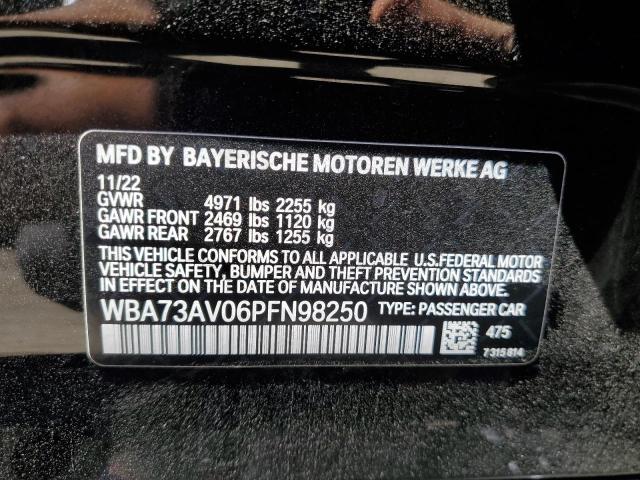 MFD BY BAYERISCHE MOTOREN WERKE AG
11/22
GVWR 4971 lbs 2255 kg
GAWR FRONT 2469 lbs 1120 kg
GAWR REAR 2767 lbs 1255 kg
THIS VEHICLE CONFORMS TO ALL APPLICABLE U.S.FEDERAL MOTOR
VEHICLE SAFETY, BUMPER AND THEFT PREVENTION STANDARDS
IN EFFECT ON THE DATE OF MANUFACTURE SHOWN ABOVE.
WBA73AV06PFN98250 TYPE: PASSENGER CAR
475
7315814